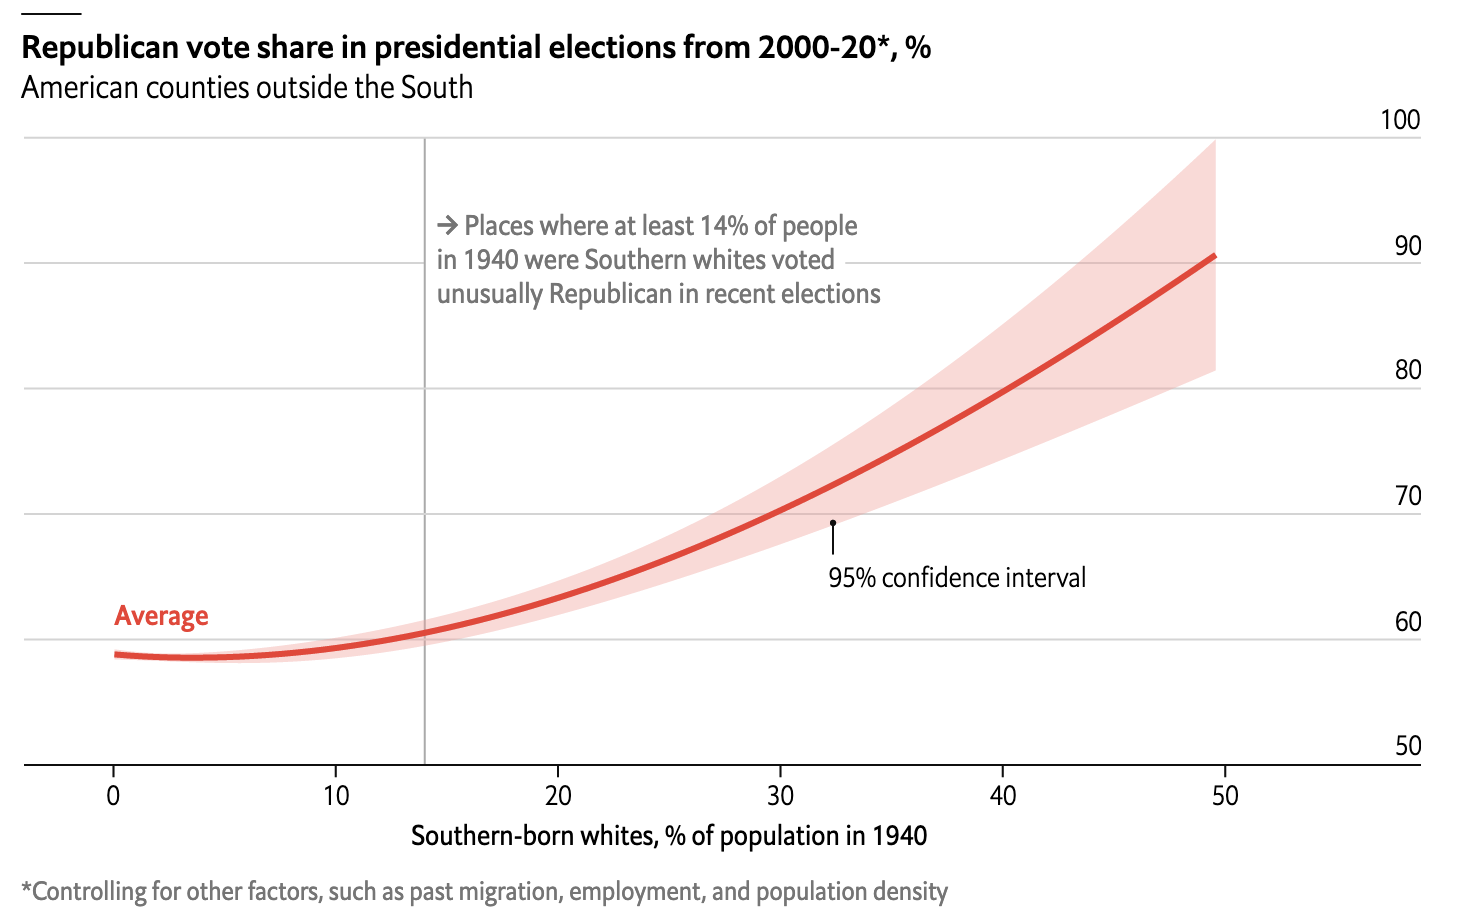 Republican vote share in presidential elections from 2000-20*, %
American counties outside the South
100
→ Places where at least 14% of people
90
in 1940 were Southern whites voted
unusually Republican in recent elections
80
70
95% confidence interval
Average
60
50
0 10 20 30 40 50
Southern-born whites, % of population in 1940
*Controlling for other factors, such as past migration, employment, and population density